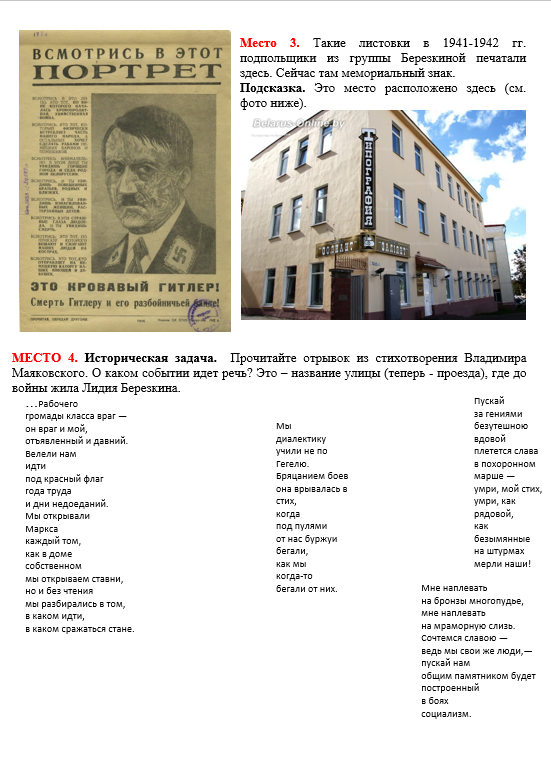 ВСМОТРИСЬ В ЭТОТ
ПОРТРЕТ
ЭТО КРОВАВЫЙ ГИТЛЕР!
Смерть Гитлеру и его разбойничьей банде!
Место 3. Такие листовки в 1941-1942 гг.
подпольщики из группы Березкиной печатали
здесь. Сейчас там мемориальный знак.
Подсказка. Это место расположено здесь (см.
фото ниже).
Belarus-Online.by
ТИПОГРАФИЯ
МЕСТО 4. Историческая задача. Прочитайте отрывок из стихотворения Владимира
Маяковского. О каком событии идет речь? Это – название улицы (теперь - проезда), где до
войны жила Лидия Березкина.
…Рабочего
громады класса враг —
он враг и мой,
отъявленный и давний.
Велели нам
идти
под красный флаг
года труда
и дни недоеданий.
Мы открывали
Маркса
каждый том,
как в доме
собственном
мы открываем ставни,
но и без чтения
мы разбирались в том,
в каком идти,
в каком сражаться стане.
Мы
диалектику
учили не по
Гегелю.
Бряцанием боев
она врывалась в
стих,
когда
под пулями
от нас буржуи
бегали,
как мы
когда-то
бегали от них.
Пускай
за гениями
безутешною
вдовой
плетется слава
в похоронном
марше —
умри, мой стих,
умри, как
рядовой,
как
безымянные
на штурмах
мерли наши!
Мне наплевать
на бронзы многопудье,
мне наплевать
на мраморную слизь.
Сочтемся славою —
ведь мы свои же люди,—
пускай нам
общим памятником будет
построенный
в боях
социализм.